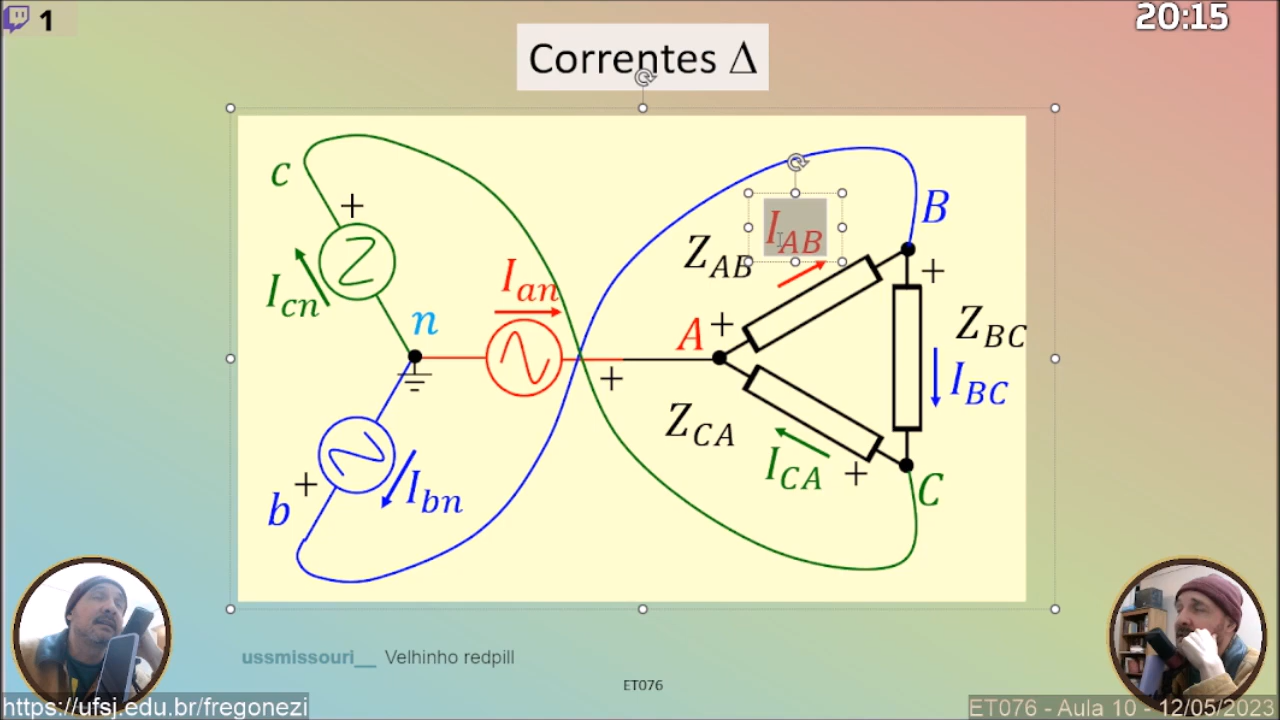 1
20:15
Correntes Δ
c
+
I_cn
n
I_an
+
b
+
I_bn
A
+
Z_AB
I_AB
B
+
Z_BC
I_BC
Z_CA
I_CA
+
C
ussmissouri__ Velhinho redpill
ET076
https://ufsj.edu.br/fregonezi
ET076 - Aula 10 - 12/05/2023